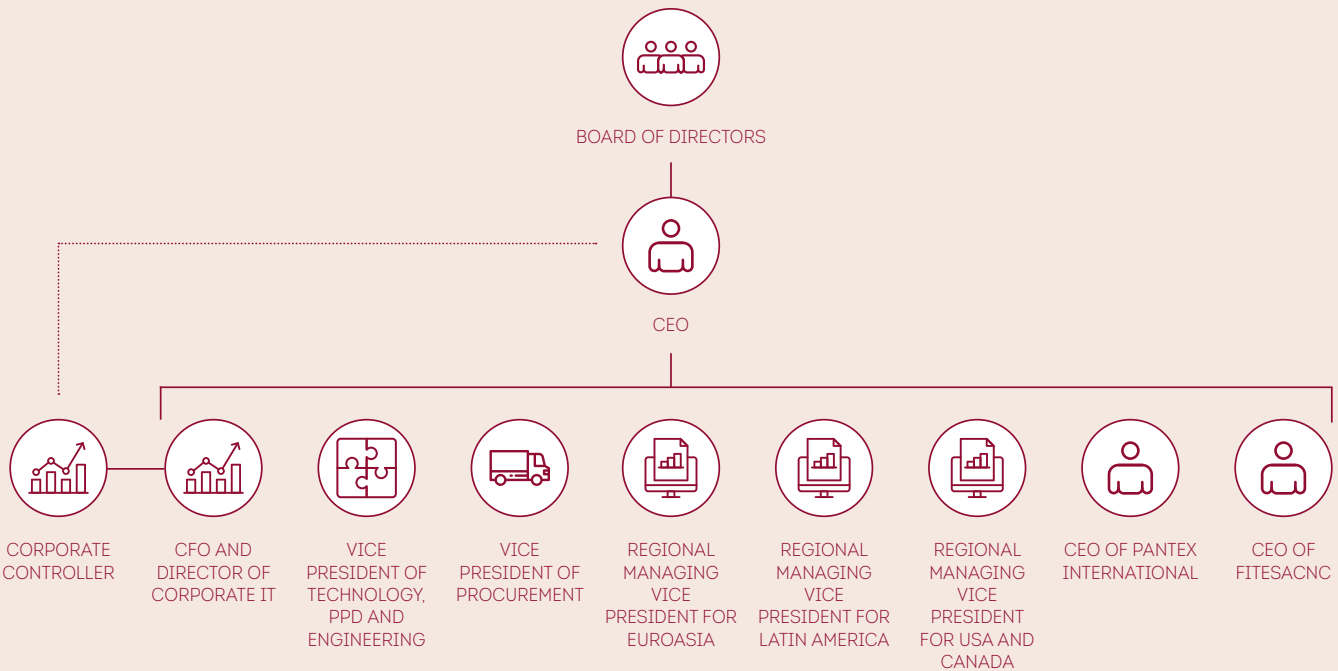 BOARD OF DIRECTORS
CEO
CORPORATE
CONTROLLER
CFO AND
DIRECTOR OF
CORPORATE IT
VICE
PRESIDENT OF
TECHNOLOGY,
PPD AND
ENGINEERING
VICE
PRESIDENT OF
PROCUREMENT
REGIONAL
MANAGING
VICE
PRESIDENT FOR
EUROASIA
REGIONAL
MANAGING
VICE
PRESIDENT FOR
LATIN AMERICA
REGIONAL
MANAGING
VICE
PRESIDENT
FOR USA AND
CANADA
CEO OF PANTEX
INTERNATIONAL
CEO OF
FITESACNC